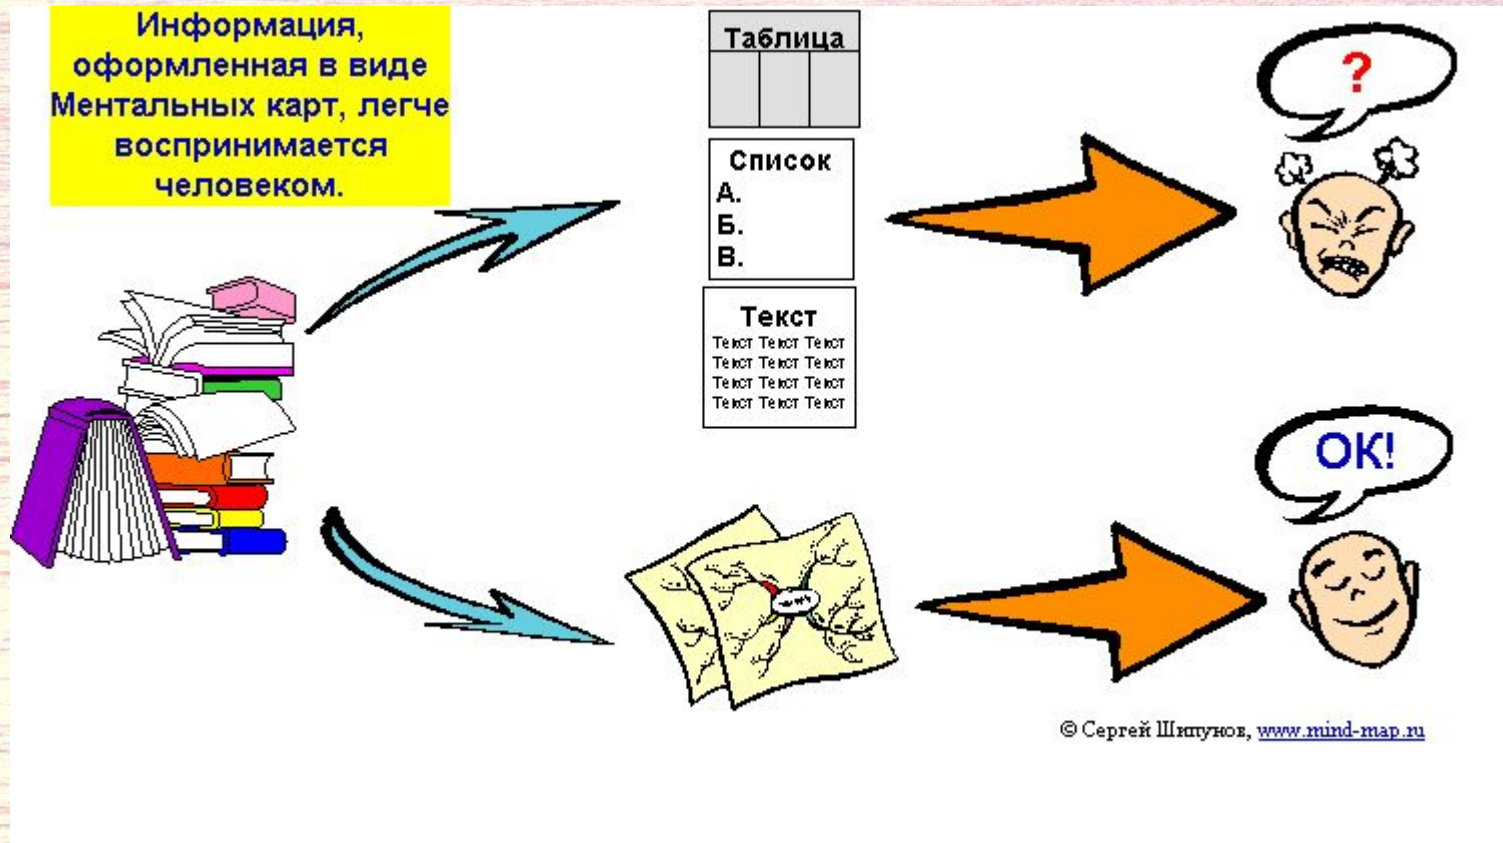 Информация,
оформленная в виде
Ментальных карт, легче
воспринимается
человеком.
Таблица
Список
А.
Б.
В.
Текст
Текст Текст Текст
Текст Текст Текст
Текст Текст Текст
Текст Текст Текст
?
ОК!
© Сергей Шипунов, www.mind-map.ru